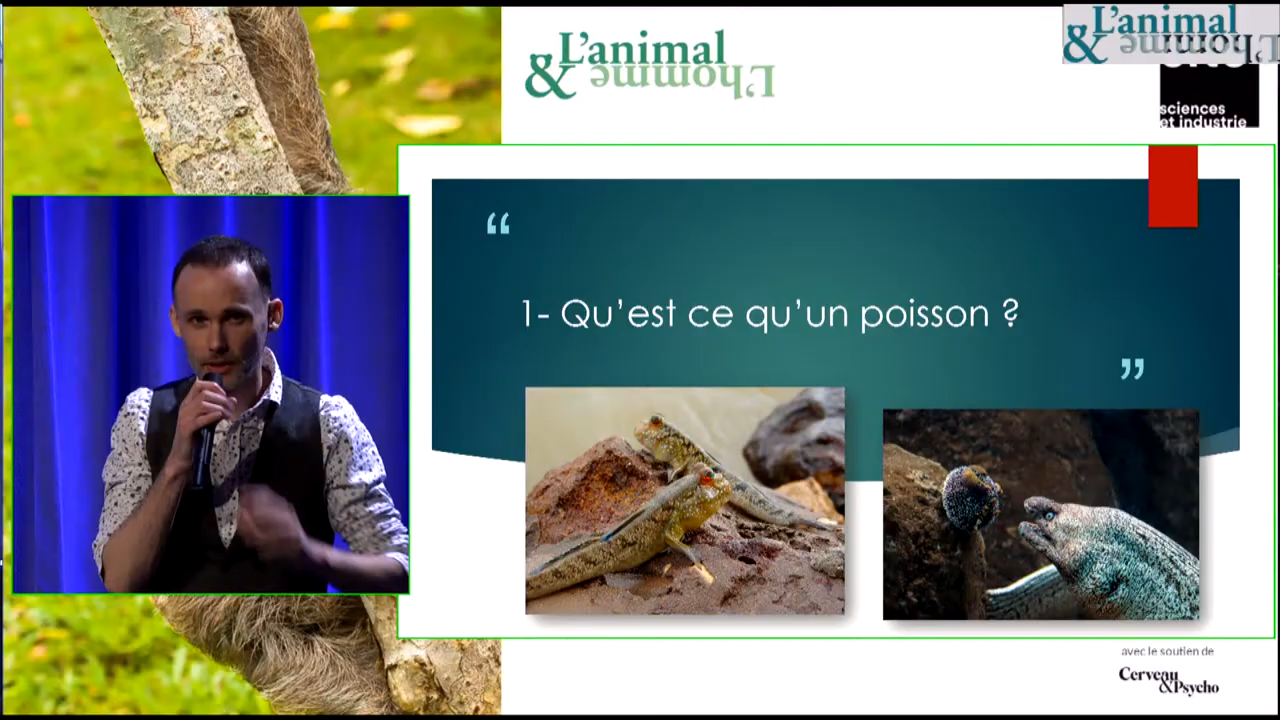 L'animal
&
L'homme
L'animal
&
L'homme
sciences
et industrie
“
1- Qu’est ce qu’un poisson ?
”
avec le soutien de
Cerveau
&Psycho